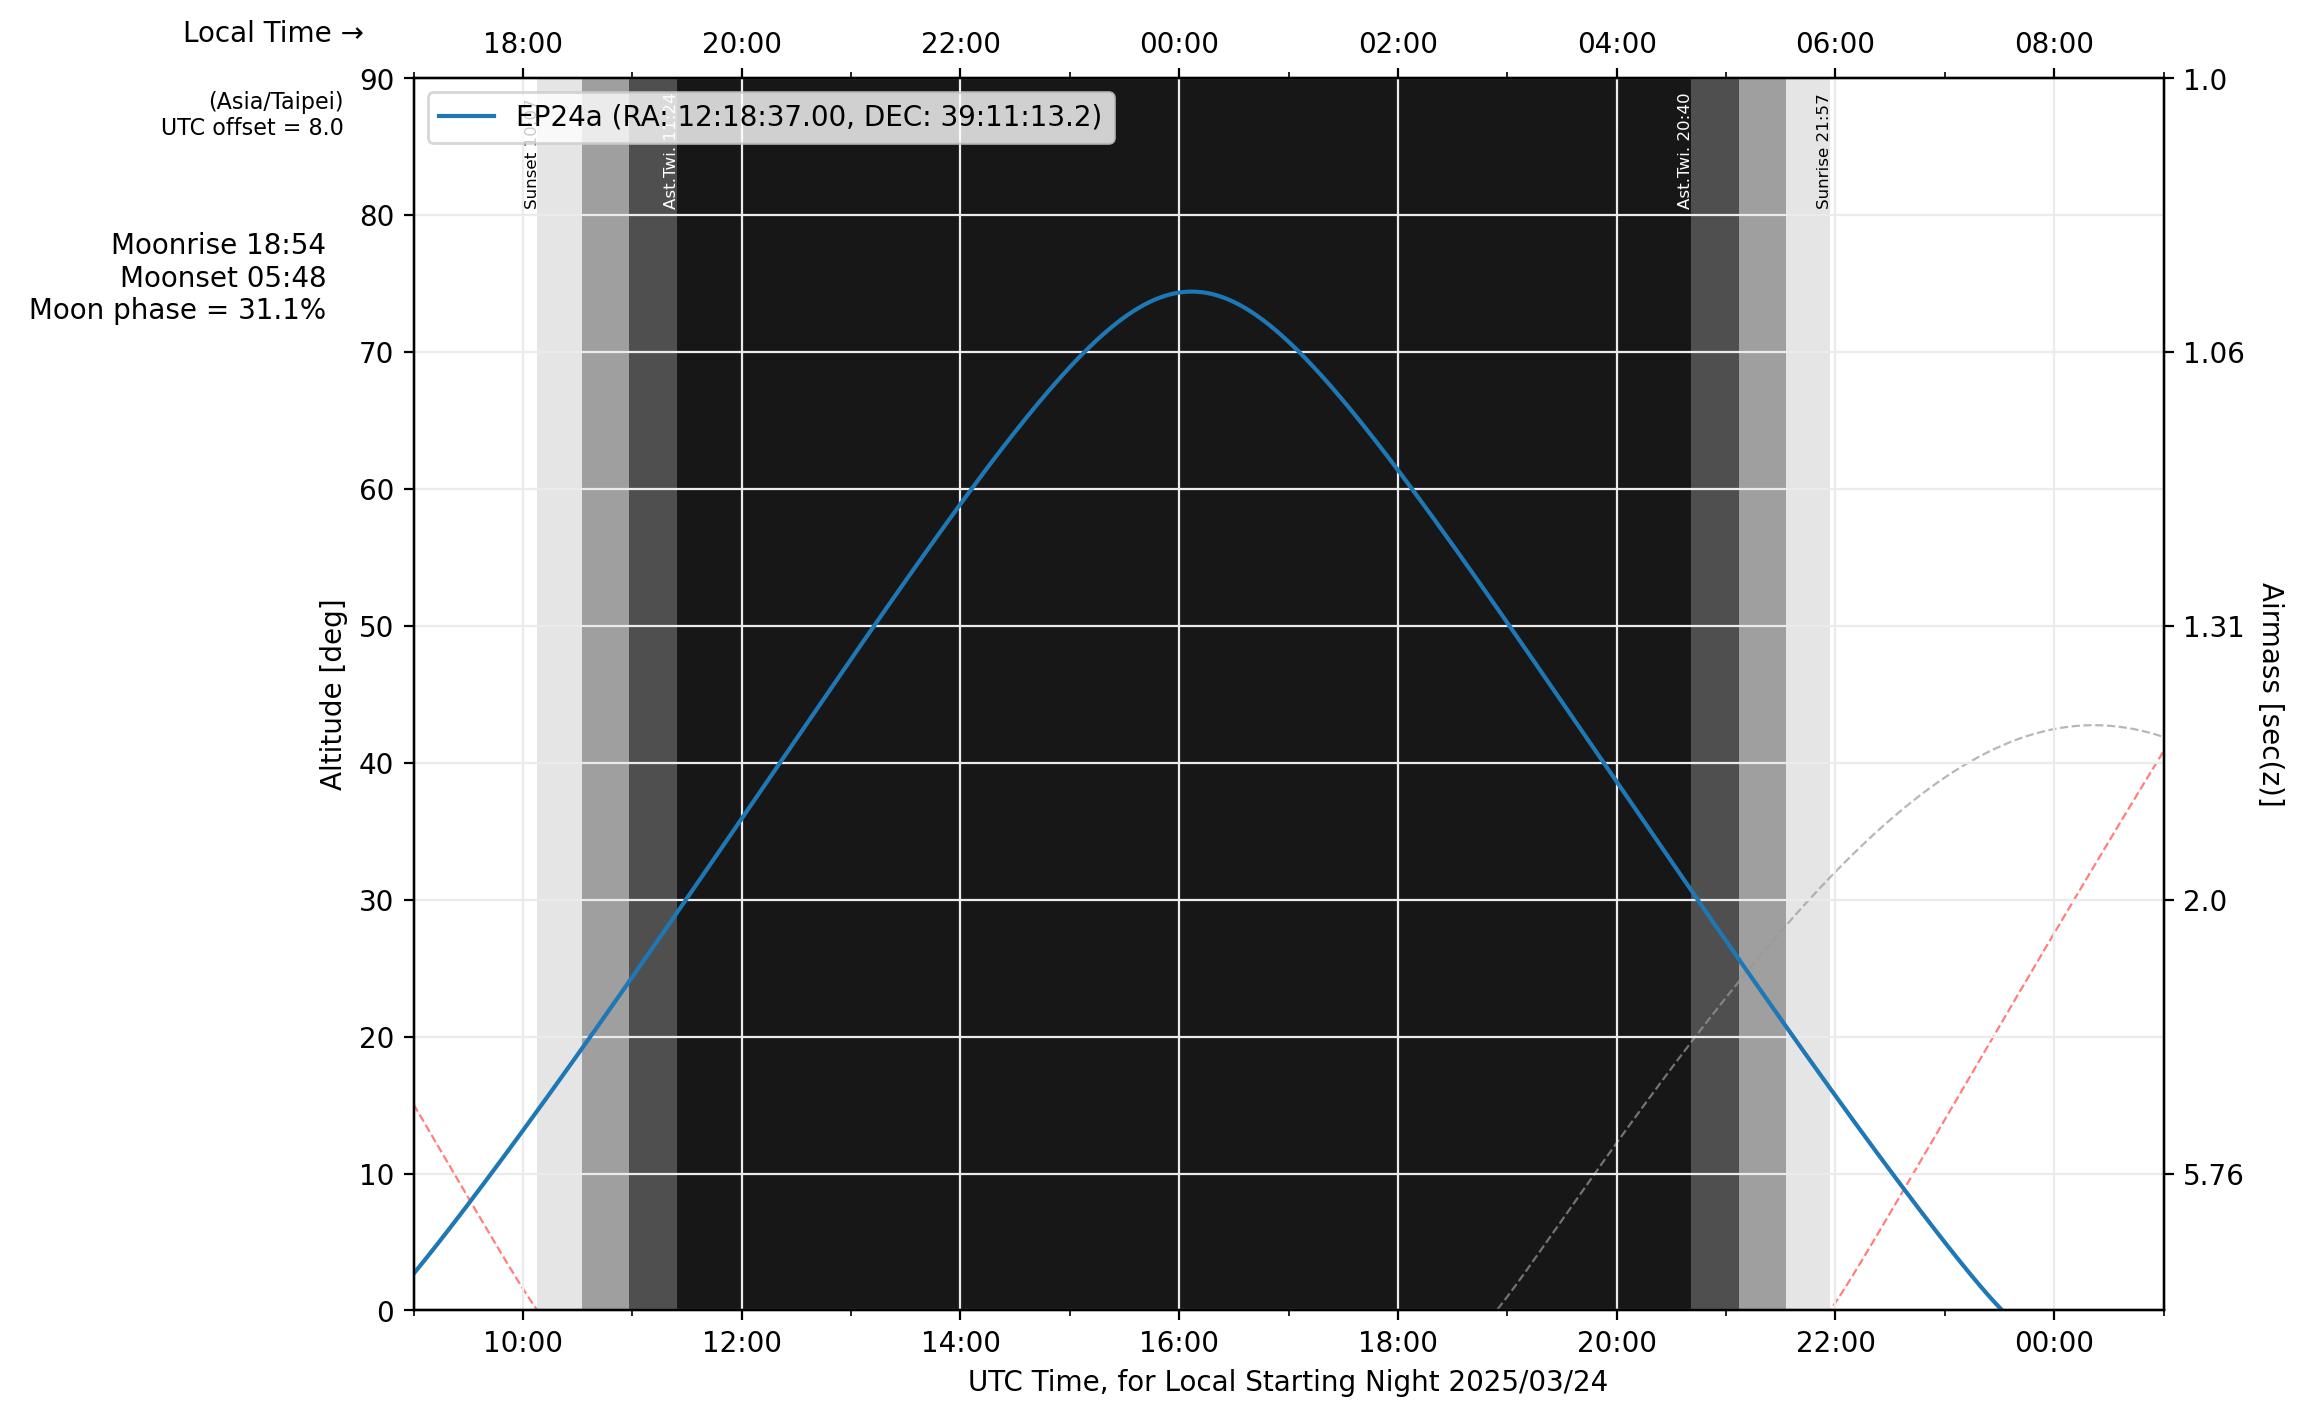 Local Time →
18:00 20:00 22:00 00:00 02:00 04:00 06:00 08:00
(Asia/Taipei)
UTC offset = 8.0
Moonrise 18:54
Moonset 05:48
Moon phase = 31.1%
EP24a (RA: 12:18:37.00, DEC: 39:11:13.2)
Sunset
Ast.Twi.
Ast.Twi. 20:40
Sunrise 21:57
Altitude [deg]
90
80
70
60
50
40
30
20
10
0
1.0
1.06
1.31
2.0
5.76
Airmass [sec(z)]
10:00 12:00 14:00 16:00 18:00 20:00 22:00 00:00
UTC Time, for Local Starting Night 2025/03/24